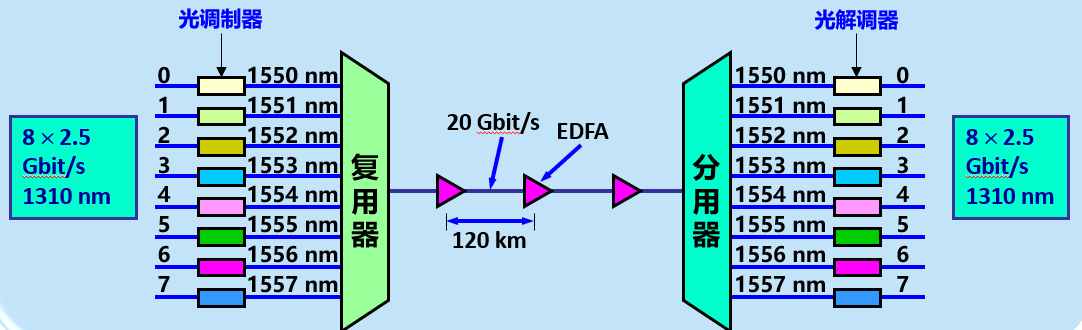 光调制器
光解调器
0 1550 nm
1 1551 nm
2 1552 nm
3 1553 nm
4 1554 nm
5 1555 nm
6 1556 nm
7 1557 nm
8 × 2.5
Gbit/s
1310 nm
复用器
20 Gbit/s
EDFA
120 km
分用器
1550 nm 0
1551 nm 1
1552 nm 2
1553 nm 3
1554 nm 4
1555 nm 5
1556 nm 6
1557 nm 7
8 × 2.5
Gbit/s
1310 nm